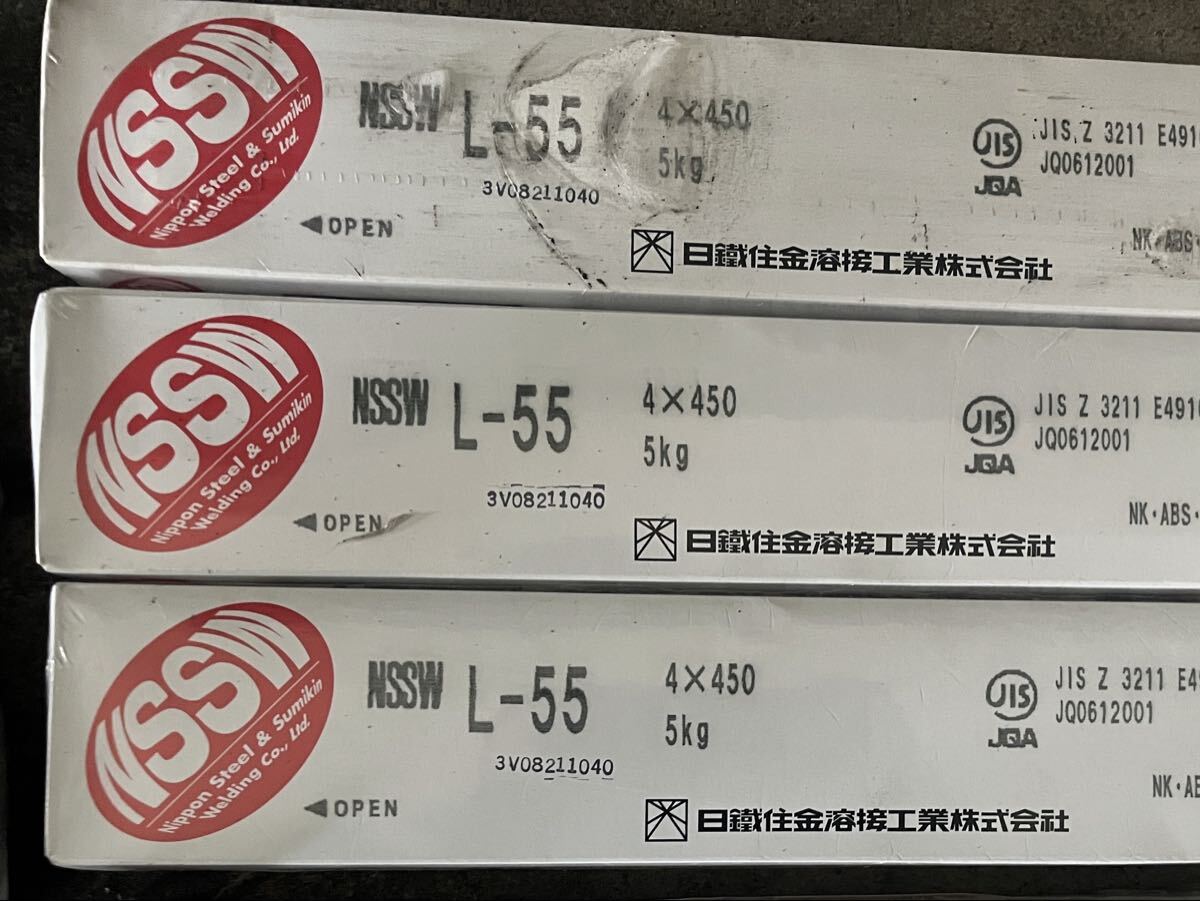 NSSW
Nippon Steel & Sumikin
Welding Co., Ltd.
NSSW L-55 4×450
5kg
3V08211040
◀OPEN
JIS
JQA
JIS Z 3211 E491
JQ0612001
NK・ABS・
日鐵住金溶接工業株式会社
NSSW
Nippon Steel & Sumikin
Welding Co., Ltd.
NSSW L-55 4×450
5kg
3V08211040
◀OPEN
JIS
JQA
JIS Z 3211 E491
JQ0612001
NK・ABS・
日鐵住金溶接工業株式会社
NSSW
Nippon Steel & Sumikin
Welding Co., Ltd.
NSSW L-55 4×450
5kg
3V08211040
◀OPEN
JIS
JQA
JIS Z 3211 E4
JQ0612001
NK・AB
日鐵住金溶接工業株式会社